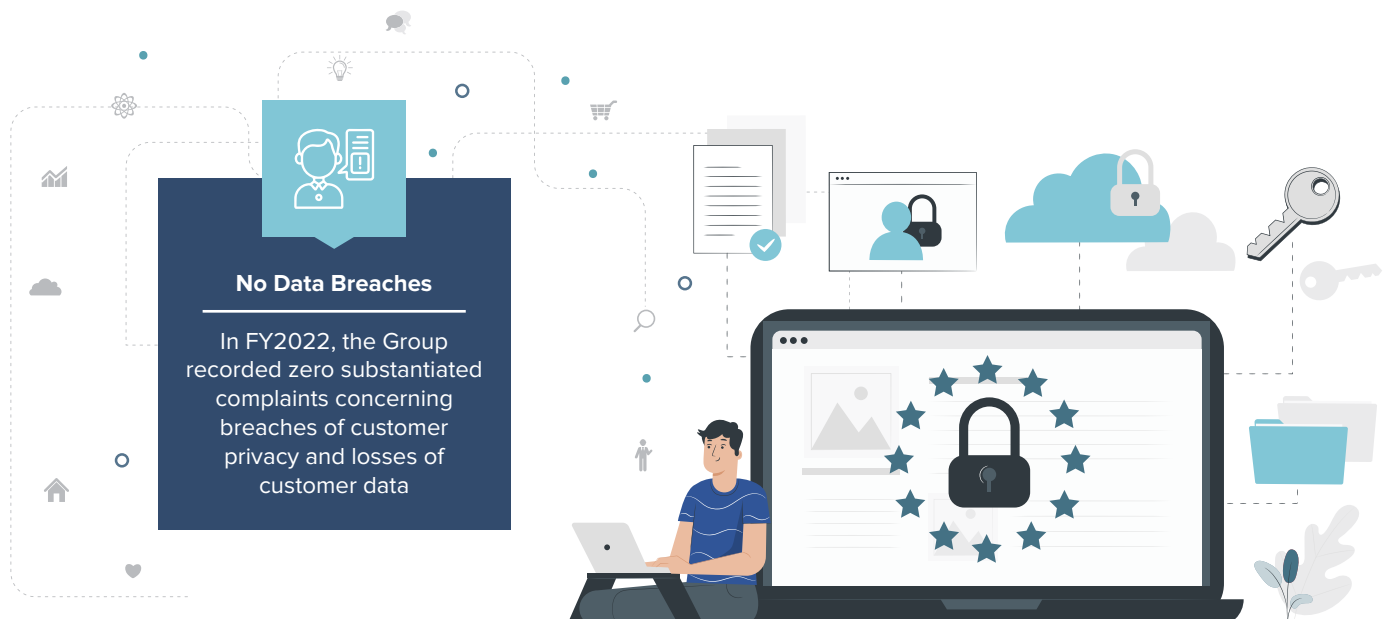 No Data Breaches
In FY2022, the Group
recorded zero substantiated
complaints concerning
breaches of customer
privacy and losses of
customer data